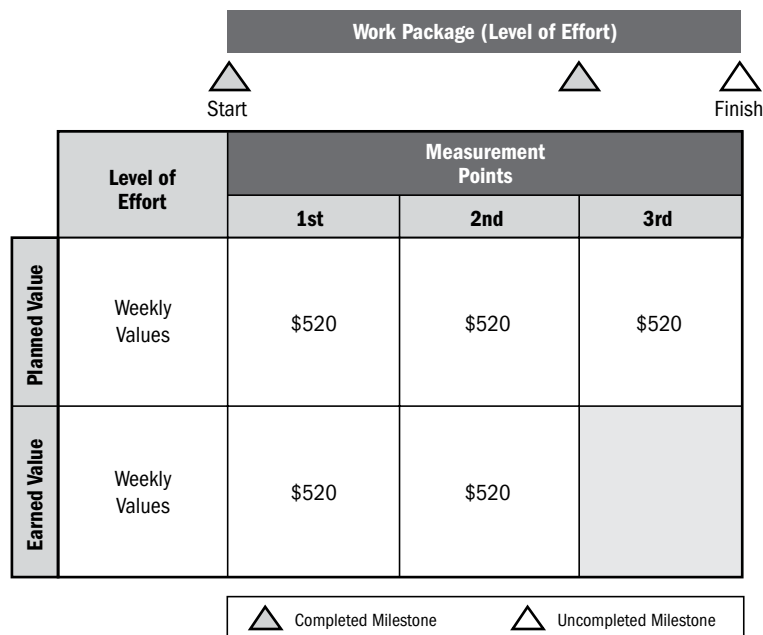 Work Package (Level of Effort)
Start
Finish
Level of
Effort
Measurement
Points
1st
2nd
3rd
Planned Value
Weekly
Values
$520
$520
$520
Earned Value
Weekly
Values
$520
$520
Completed Milestone
Uncompleted Milestone